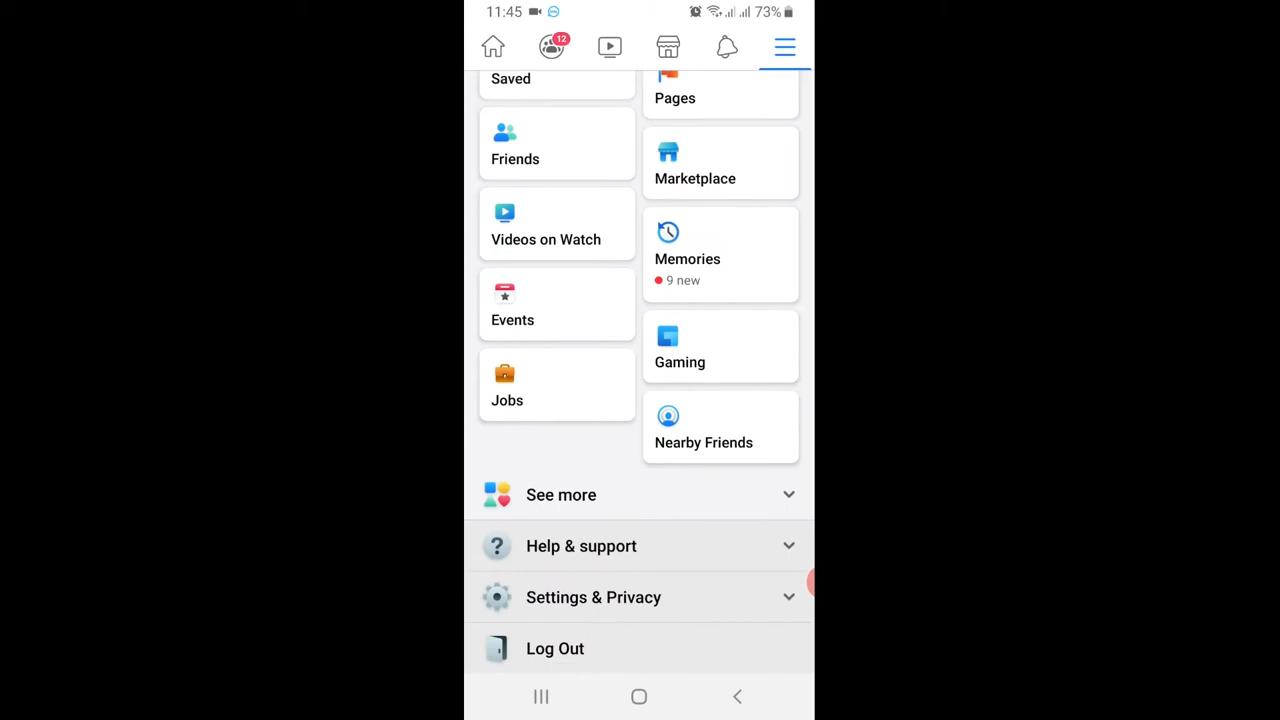 11:45 73%
12
Saved
Pages
Friends
Marketplace
Videos on Watch
Memories
9 new
Events
Gaming
Jobs
Nearby Friends
See more
? Help & support
Settings & Privacy
Log Out